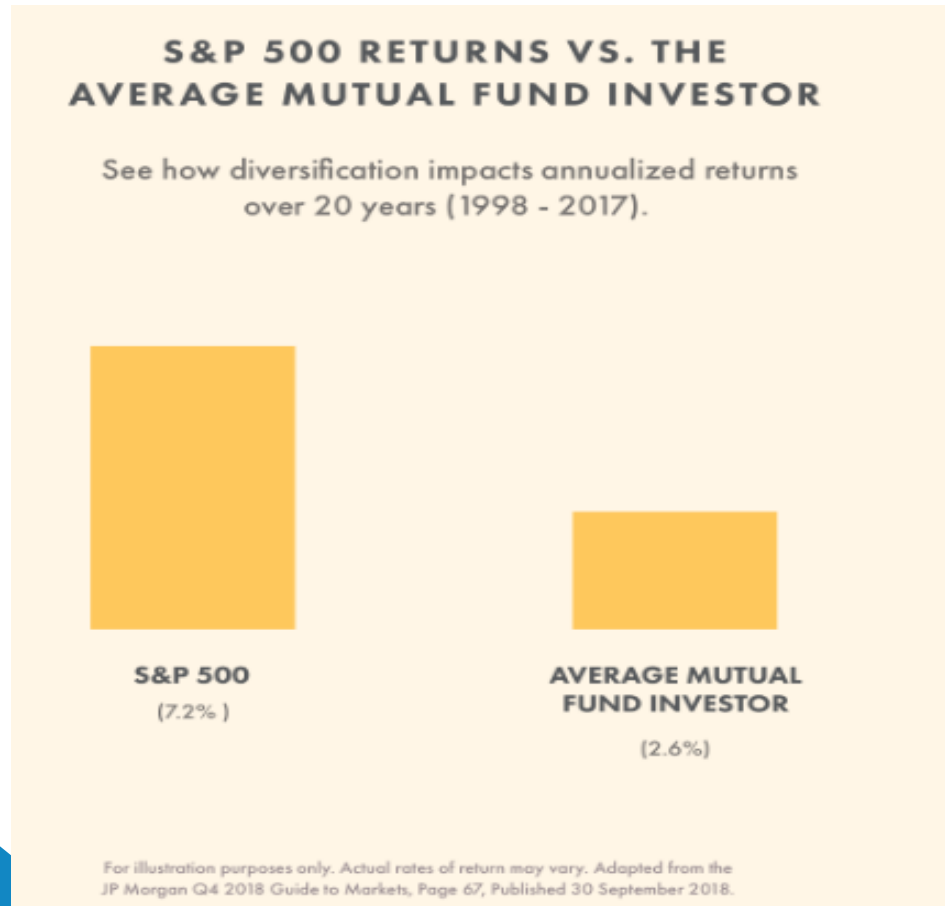 S&P 500 RETURNS VS. THE
AVERAGE MUTUAL FUND INVESTOR
See how diversification impacts annualized returns
over 20 years (1998 - 2017).
S&P 500
(7.2% )
AVERAGE MUTUAL
FUND INVESTOR
(2.6%)
For illustration purposes only. Actual rates of return may vary. Adapted from the
JP Morgan Q4 2018 Guide to Markets, Page 67, Published 30 September 2018.